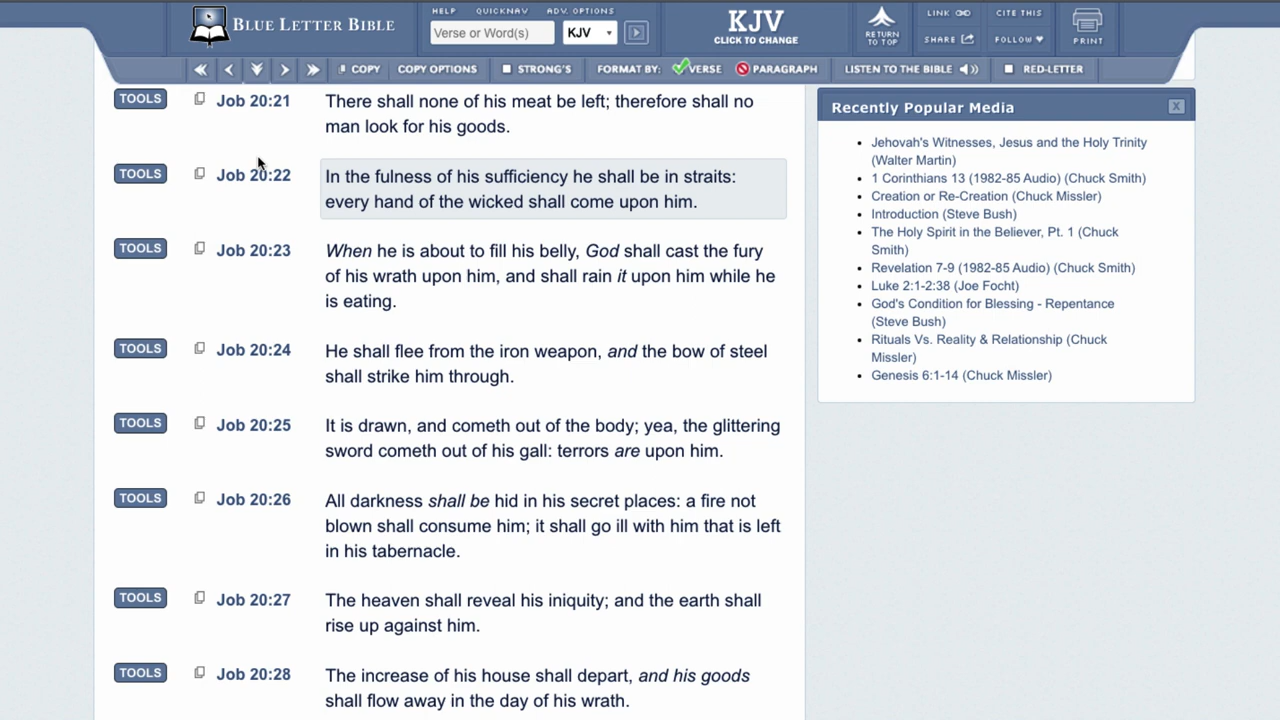 HELP QUICKNAV ADV. OPTIONS
BLUE LETTER BIBLE
Verse or Word(s) KJV
KJV
CLICK TO CHANGE
RETURN
TO TOP
LINK CITE THIS
SHARE FOLLOW
PRINT
COPY COPY OPTIONS STRONG'S FORMAT BY: VERSE PARAGRAPH LISTEN TO THE BIBLE RED-LETTER
TOOLS Job 20:21 There shall none of his meat be left; therefore shall no
man look for his goods.
TOOLS Job 20:22 In the fulness of his sufficiency he shall be in straits:
every hand of the wicked shall come upon him.
TOOLS Job 20:23 When he is about to fill his belly, God shall cast the fury
of his wrath upon him, and shall rain it upon him while he
is eating.
TOOLS Job 20:24 He shall flee from the iron weapon, and the bow of steel
shall strike him through.
TOOLS Job 20:25 It is drawn, and cometh out of the body; yea, the glittering
sword cometh out of his gall: terrors are upon him.
TOOLS Job 20:26 All darkness shall be hid in his secret places: a fire not
blown shall consume him; it shall go ill with him that is left
in his tabernacle.
TOOLS Job 20:27 The heaven shall reveal his iniquity; and the earth shall
rise up against him.
TOOLS Job 20:28 The increase of his house shall depart, and his goods
shall flow away in the day of his wrath.
Recently Popular Media X
Jehovah's Witnesses, Jesus and the Holy Trinity
(Walter Martin)
1 Corinthians 13 (1982-85 Audio) (Chuck Smith)
Creation or Re-Creation (Chuck Missler)
Introduction (Steve Bush)
The Holy Spirit in the Believer, Pt. 1 (Chuck
Smith)
Revelation 7-9 (1982-85 Audio) (Chuck Smith)
Luke 2:1-2:38 (Joe Focht)
God's Condition for Blessing - Repentance
(Steve Bush)
Rituals Vs. Reality & Relationship (Chuck
Missler)
Genesis 6:1-14 (Chuck Missler)